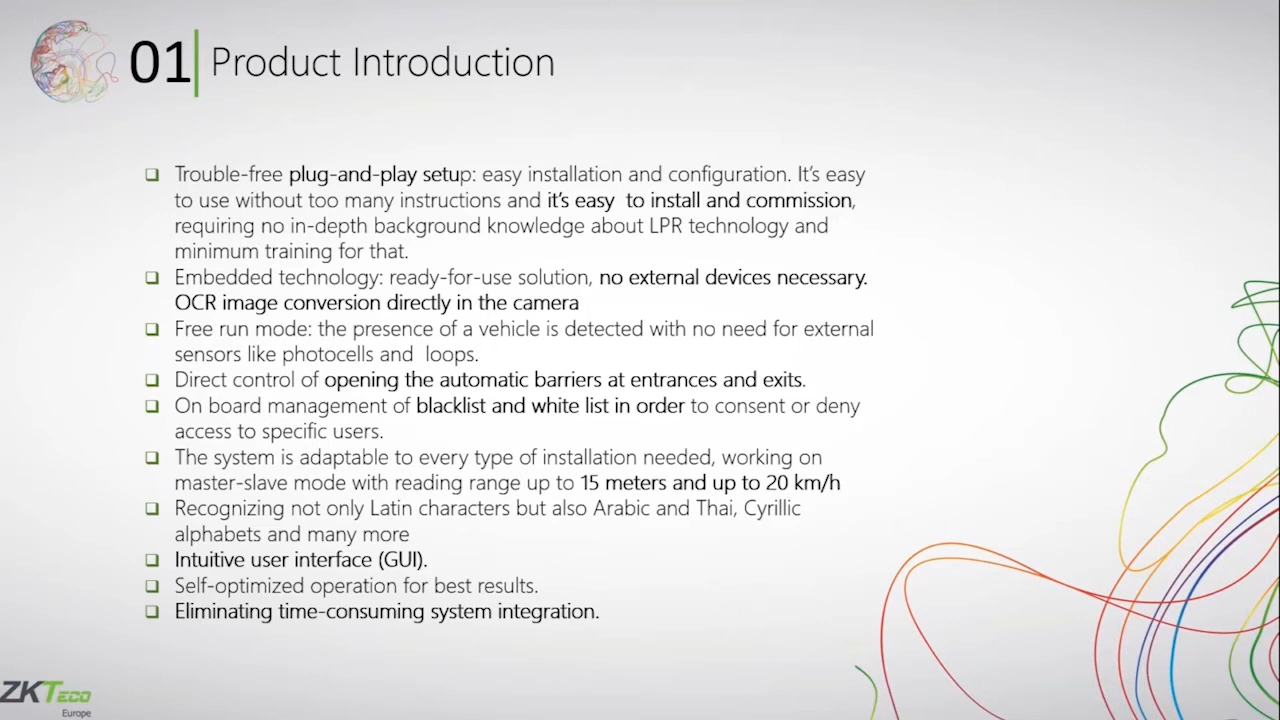 01 Product Introduction
❑ Trouble-free plug-and-play setup: easy installation and configuration. It's easy
to use without too many instructions and it's easy  to install and commission,
requiring no in-depth background knowledge about LPR technology and
minimum training for that.
❑ Embedded technology: ready-for-use solution, no external devices necessary.
OCR image conversion directly in the camera
❑ Free run mode: the presence of a vehicle is detected with no need for external
sensors like photocells and  loops.
❑ Direct control of opening the automatic barriers at entrances and exits.
❑ On board management of blacklist and white list in order to consent or deny
access to specific users.
❑ The system is adaptable to every type of installation needed, working on
master-slave mode with reading range up to 15 meters and up to 20 km/h
❑ Recognizing not only Latin characters but also Arabic and Thai, Cyrillic
alphabets and many more
❑ Intuitive user interface (GUI).
❑ Self-optimized operation for best results.
❑ Eliminating time-consuming system integration.
ZKTeco
Europe